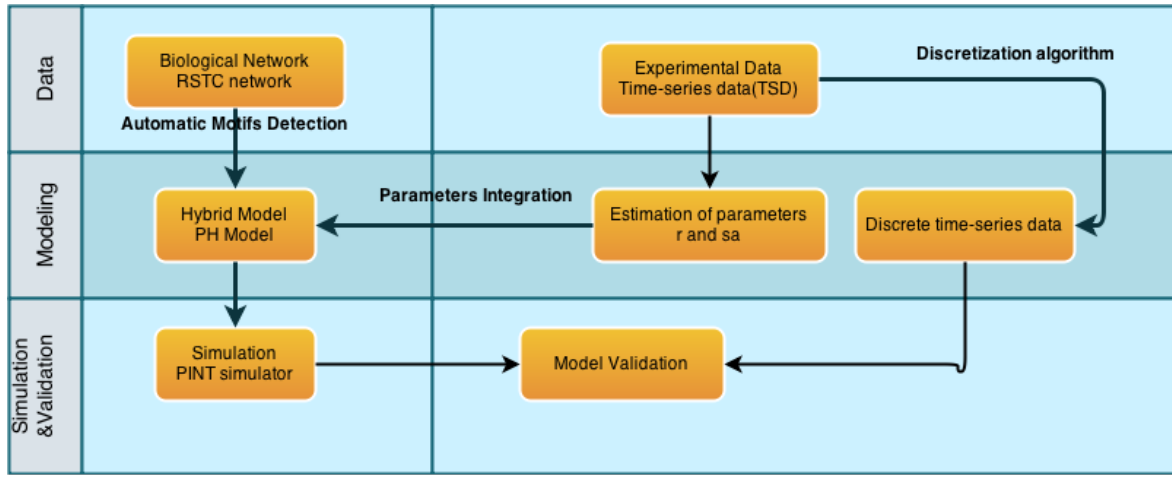 Data
Biological Network
RSTC network
Experimental Data
Time-series data(TSD)
Discretization algorithm
Automatic Motifs Detection
Modeling
Hybrid Model
PH Model
Parameters Integration
Estimation of parameters
r and sa
Discrete time-series data
Simulation
&Validation
Simulation
PINT simulator
Model Validation